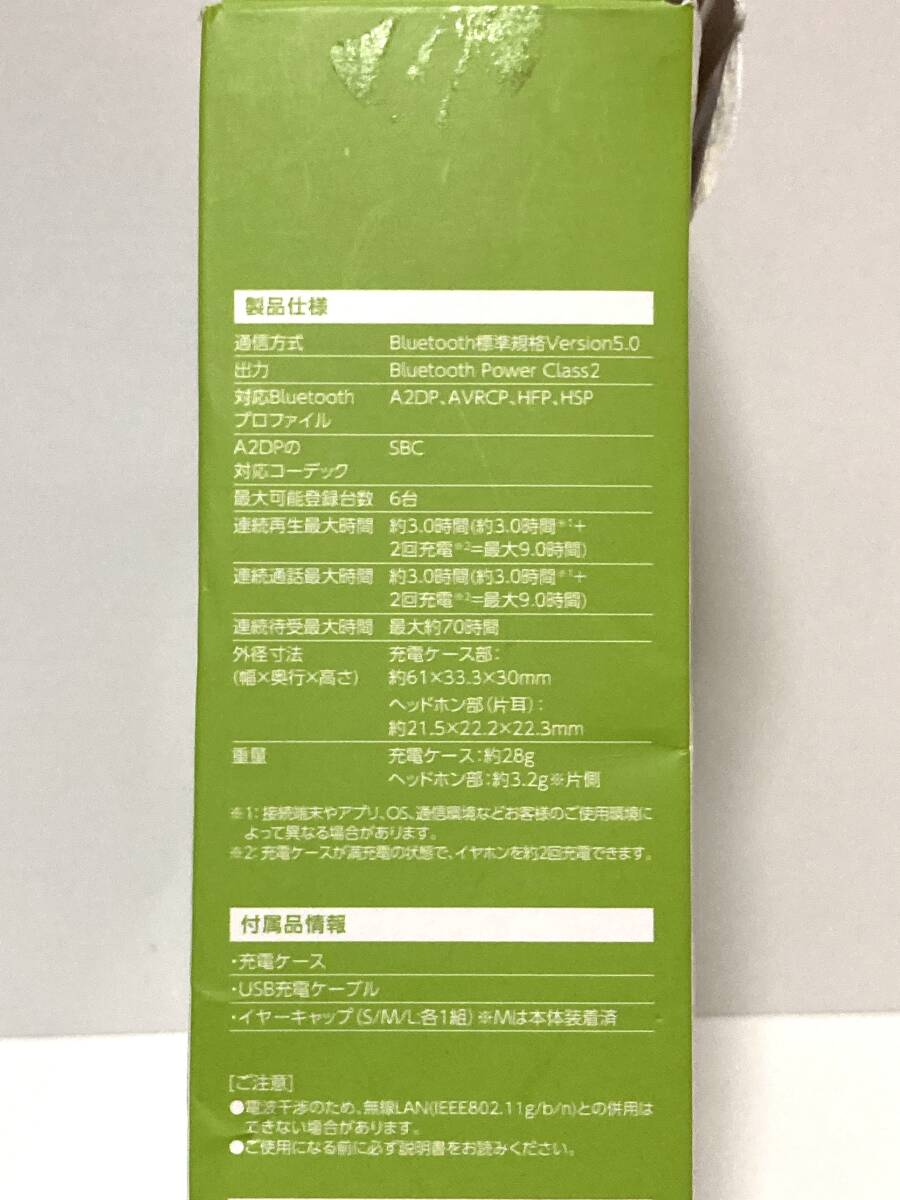 製品仕様
通信方式 Bluetooth標準規格Version5.0
出力 Bluetooth Power Class2
対応Bluetooth A2DP、AVRCP、HFP、HSP
プロファイル
A2DPの SBC
対応コーデック
最大可能登録台数 6台
連続再生最大時間 約3.0時間(約3.0時間※1+
2回充電※2=最大9.0時間)
連続通話最大時間 約3.0時間(約3.0時間※1+
2回充電※2=最大9.0時間)
連続待受最大時間 最大約70時間
外径寸法 充電ケース部:
(幅×奥行×高さ) 約61×33.3×30mm
ヘッドホン部(片耳):
約21.5×22.2×22.3mm
重量 充電ケース:約28g
ヘッドホン部:約3.2g※片側
※1:接続端末やアプリ、OS、通信環境などお客様のご使用環境に
よって異なる場合があります。
※2:充電ケースが満充電の状態で、イヤホンを約2回充電できます。
付属品情報
・充電ケース
・USB充電ケーブル
・イヤーキャップ(S/M/L:各1組)※Mは本体装着済
[ご注意]
●電波干渉のため、無線LAN(IEEE802.11g/b/n)との併用は
できない場合があります。
●ご使用になる前に必ず説明書をお読みください。